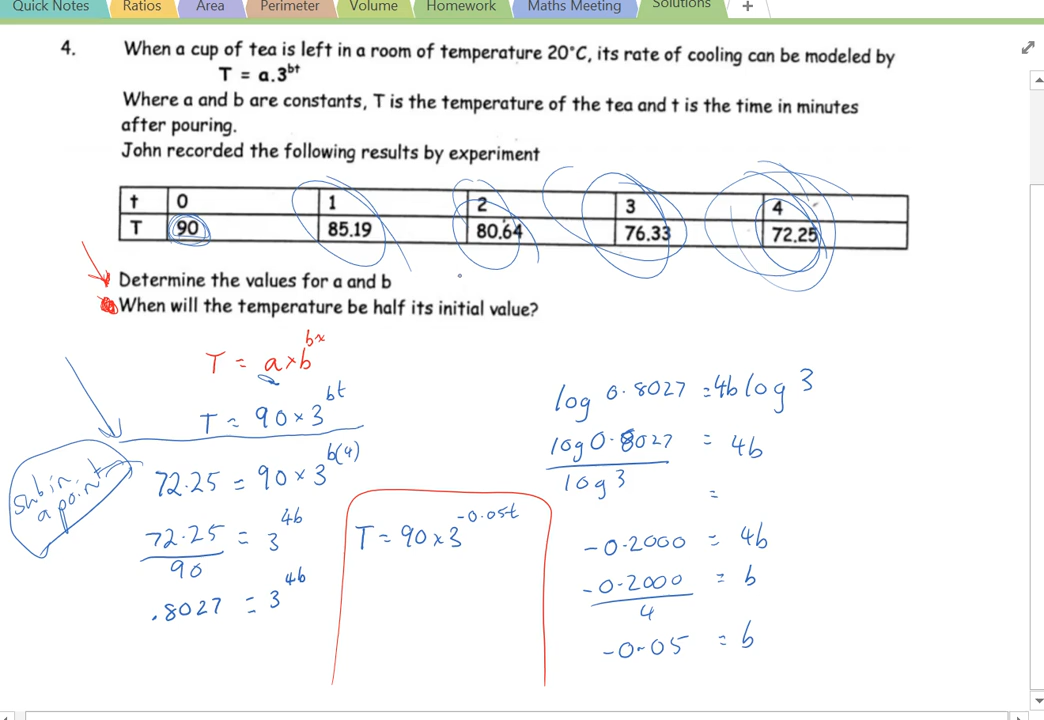 Quick Notes Ratios Area Perimeter Volume Homework Maths Meeting Solutions +
4. When a cup of tea is left in a room of temperature 20°C, its rate of cooling can be modeled by
T = a.3^bt
Where a and b are constants, T is the temperature of the tea and t is the time in minutes
after pouring.
John recorded the following results by experiment
t 0 1 2 3 4
T 90 85.19 80.64 76.33 72.25
Determine the values for a and b
When will the temperature be half its initial value?
T = a×b^bx
T = 90×3^bt
Sub in
a point
72.25 = 90×3^b(4)
72.25/90 = 3^4b
.8027 = 3^4b
T = 90×3^-0.05t
log 0.8027 = 4b log 3
log 0.8027/log 3 = 4b
=
-0.2000 = 4b
-0.2000/4 = b
-0.05 = b